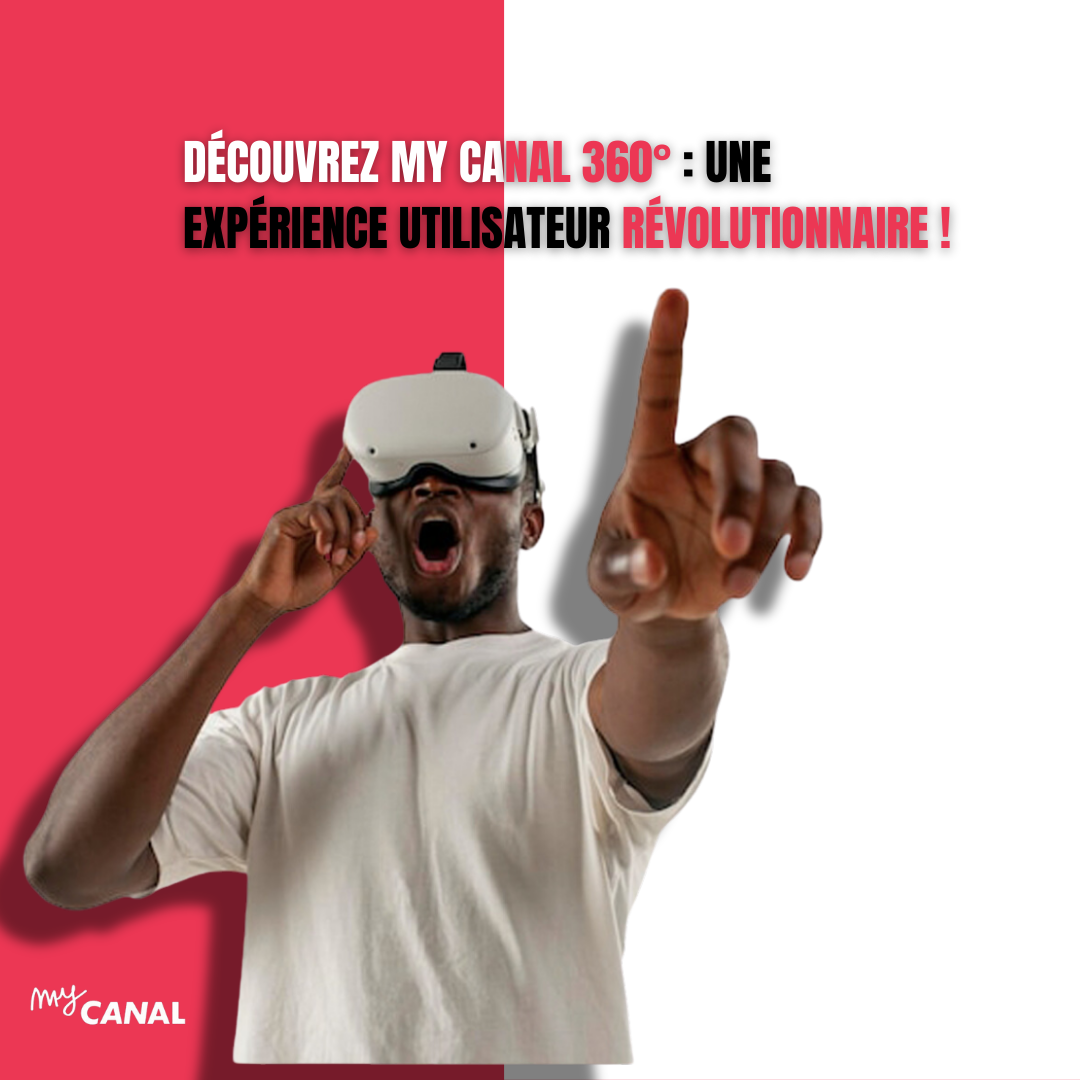 DÉCOUVREZ MY CANAL 360° : UNE
EXPÉRIENCE UTILISATEUR RÉVOLUTIONNAIRE !
my CANAL